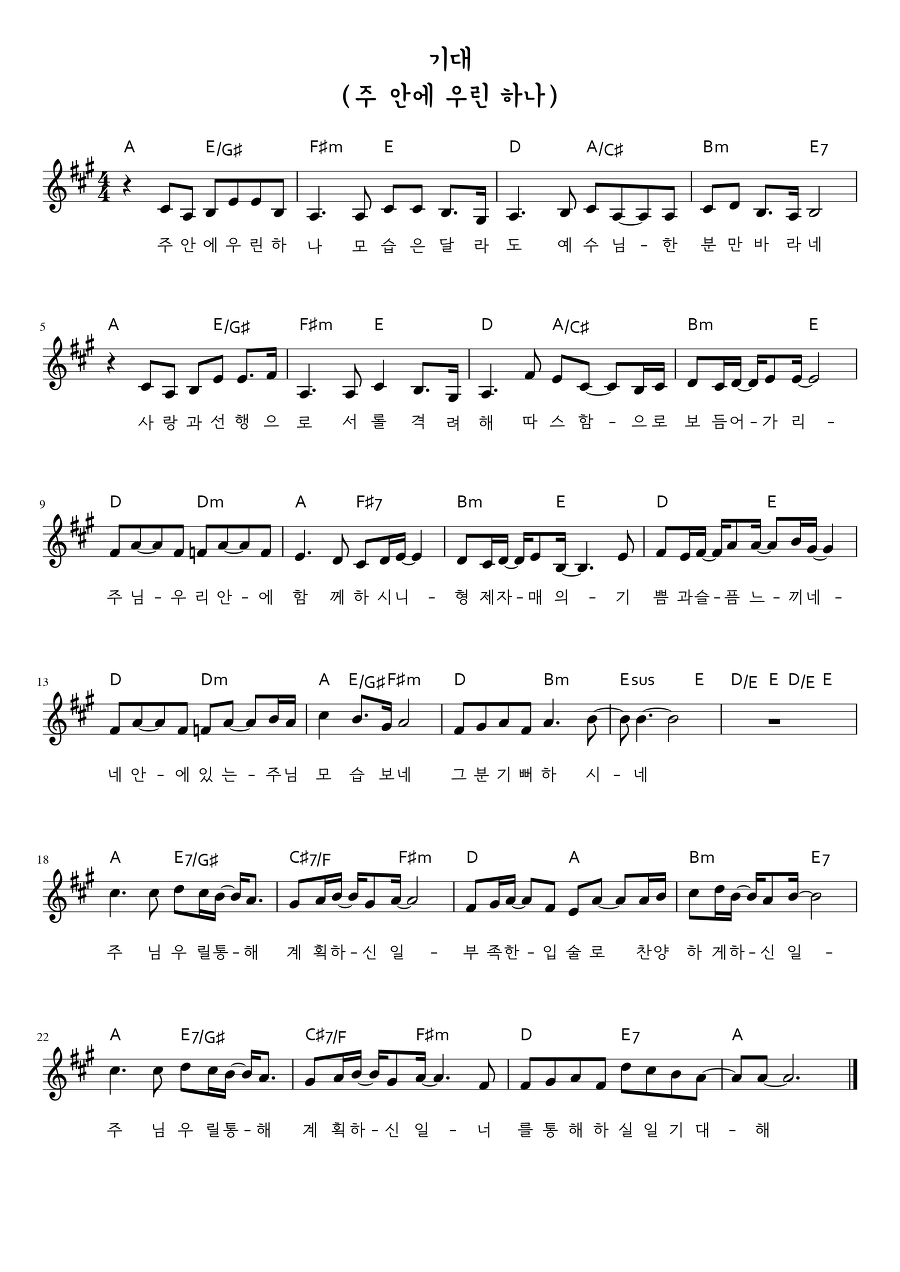 기대
(주 안에 우린 하나)
A E/G♯ F♯m E D A/C♯ Bm E7
4
4
주 안 에 우 린 하 나 모 습 은 달 라 도 예 수 님 - 한 분 만 바 라 네
5
A E/G♯ F♯m E D A/C♯ Bm E
사 랑 과 선 행 으 로 서 롤 격 려 해 따 스 함 - 으 로 보 듬 어 - 가 리 -
9
D Dm A F♯7 Bm E D E
주 님 - 우 리 안 - 에 함 께 하 시 니 - 형 제 자 - 매 의 - 기 쁨 과 슬 - 픔 느 - 끼 네 -
13
D Dm A E/G♯ F♯m D Bm Esus E D/E E D/E E
네 안 - 에 있 는 - 주 님 모 습 보 네 그 분 기 뻐 하 시 - 네
18
A E7/G♯ C♯7/F F♯m D A Bm E7
주 님 우 릴 통 - 해 계 획 하 - 신 일 - 부 족 한 - 입 술 로 찬 양 하 게 하 - 신 일 -
22
A E7/G♯ C♯7/F F♯m D E7 A
주 님 우 릴 통 - 해 계 획 하 - 신 일 - 너 를 통 해 하 실 일 기 대 - 해